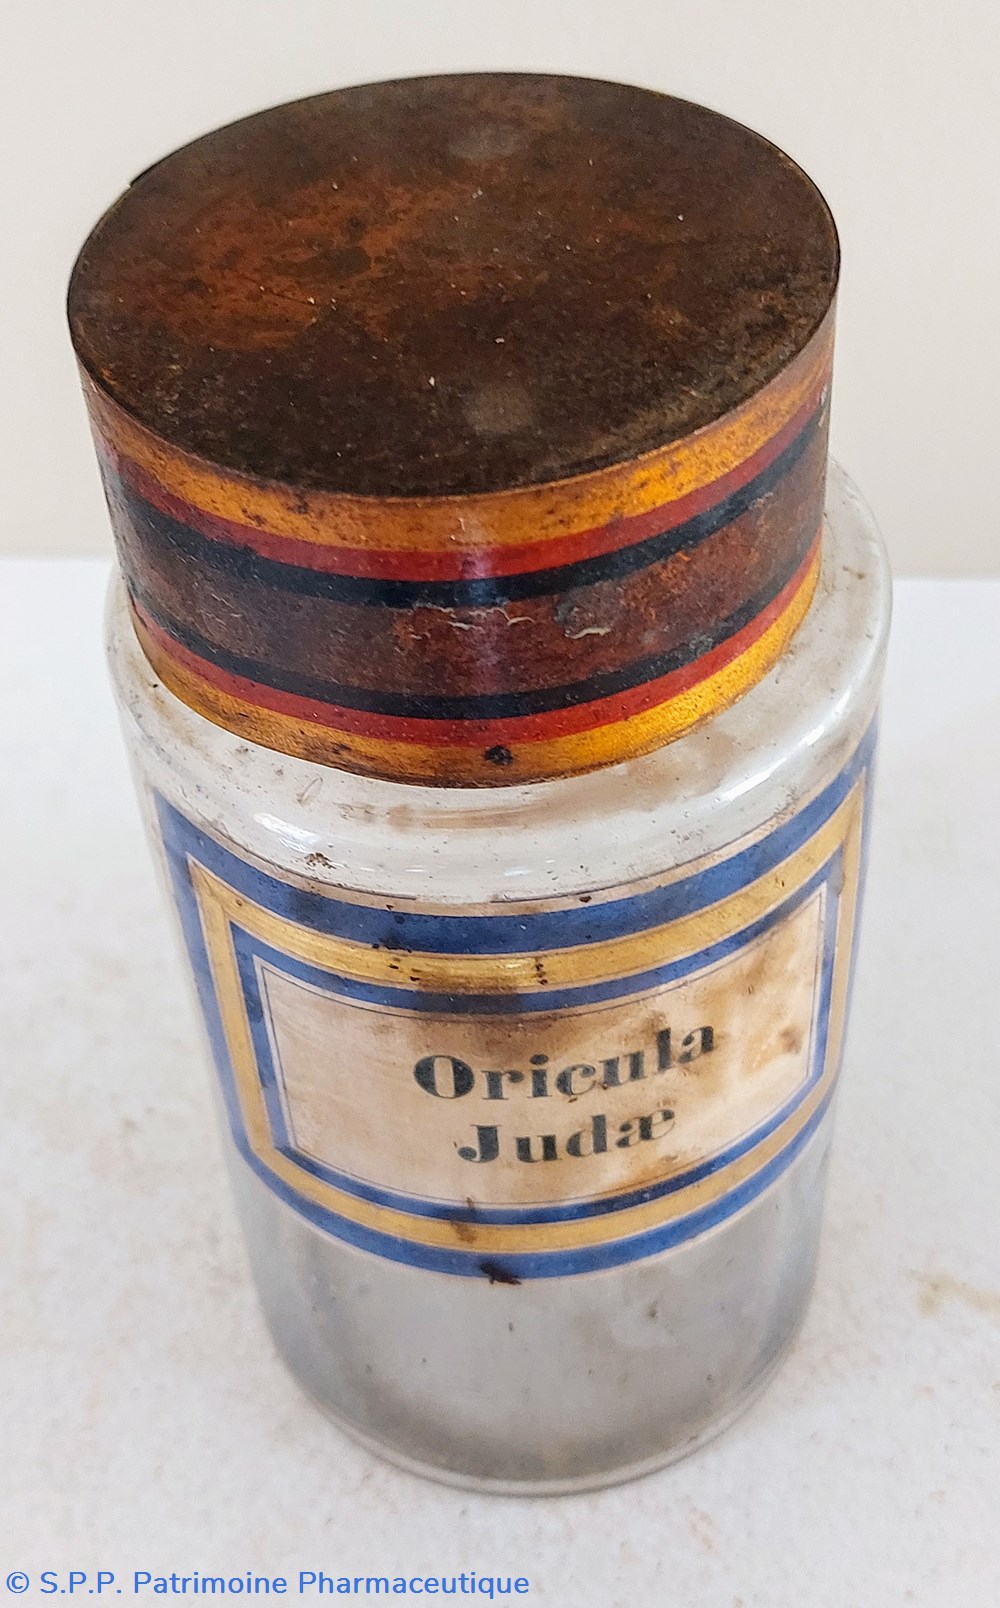 Oriçula
Judæ
© S.P.P. Patrimoine Pharmaceutique